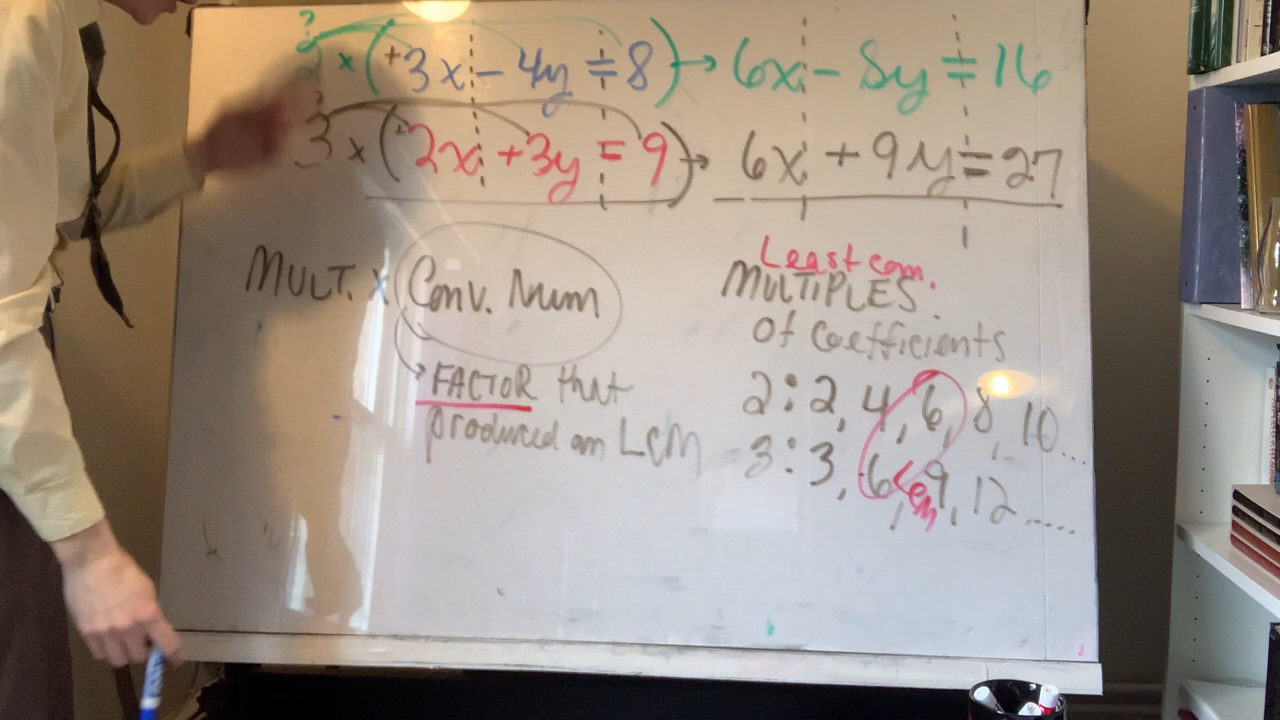 ? ×(+3x - 4y = 8) → 6x - 8y = 16
3 × (+2x + 3y = 9) → 6x + 9y = 27
MULT. x Conv. Num
→ FACTOR that
produced an LCM
Least com.
MULTIPLES.
of Coefficients
2: 2, 4, 6, 8, 10...
3: 3, 6, 9, 12.....
LCM